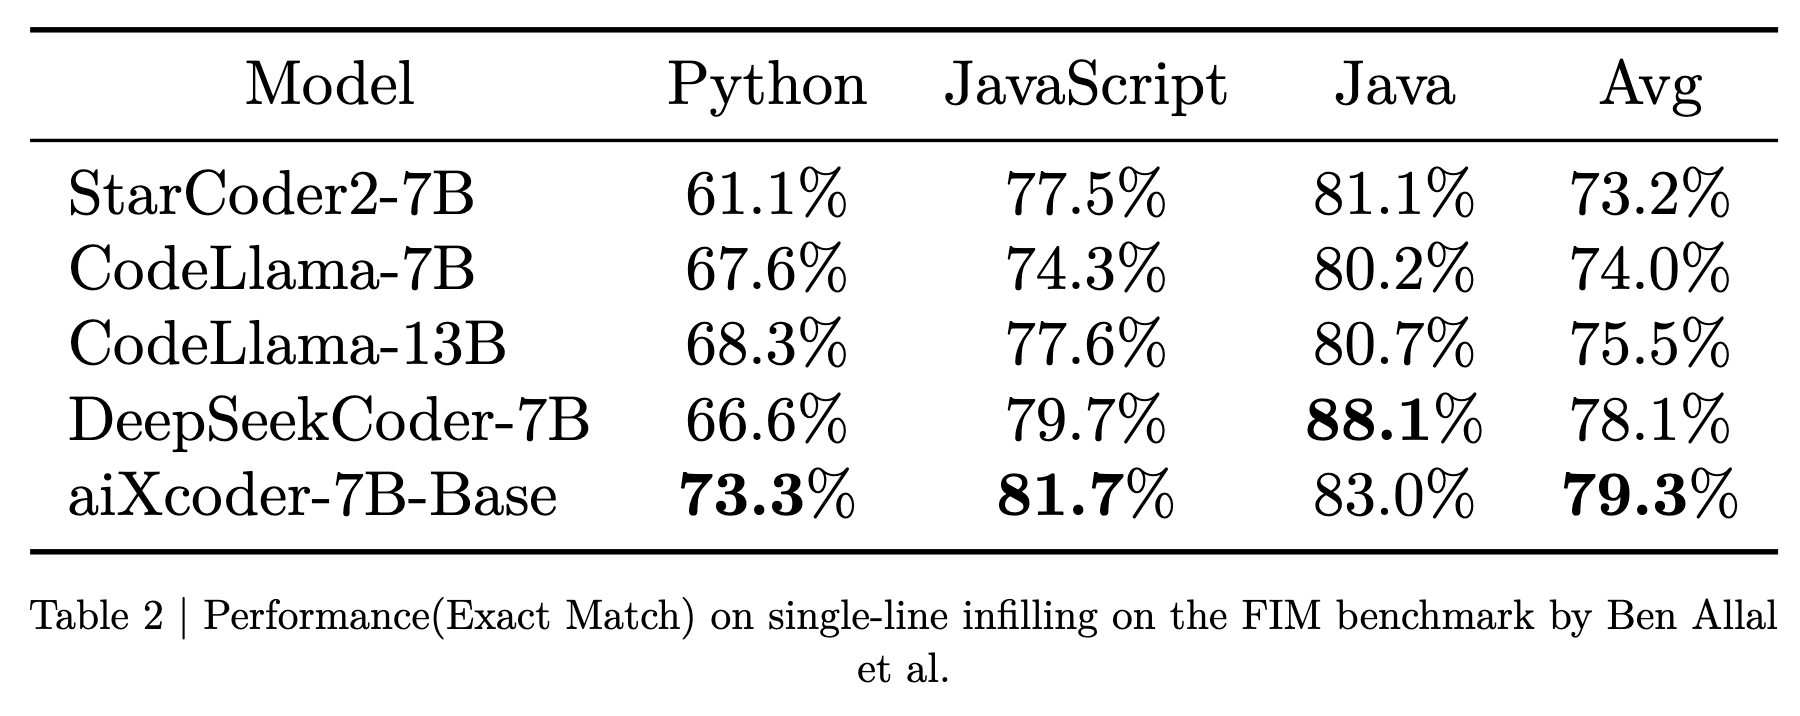 Model Python JavaScript Java Avg
StarCoder2-7B 61.1% 77.5% 81.1% 73.2%
CodeLlama-7B 67.6% 74.3% 80.2% 74.0%
CodeLlama-13B 68.3% 77.6% 80.7% 75.5%
DeepSeekCoder-7B 66.6% 79.7% 88.1% 78.1%
aiXcoder-7B-Base 73.3% 81.7% 83.0% 79.3%
Table 2 | Performance(Exact Match) on single-line infilling on the FIM benchmark by Ben Allal
et al.